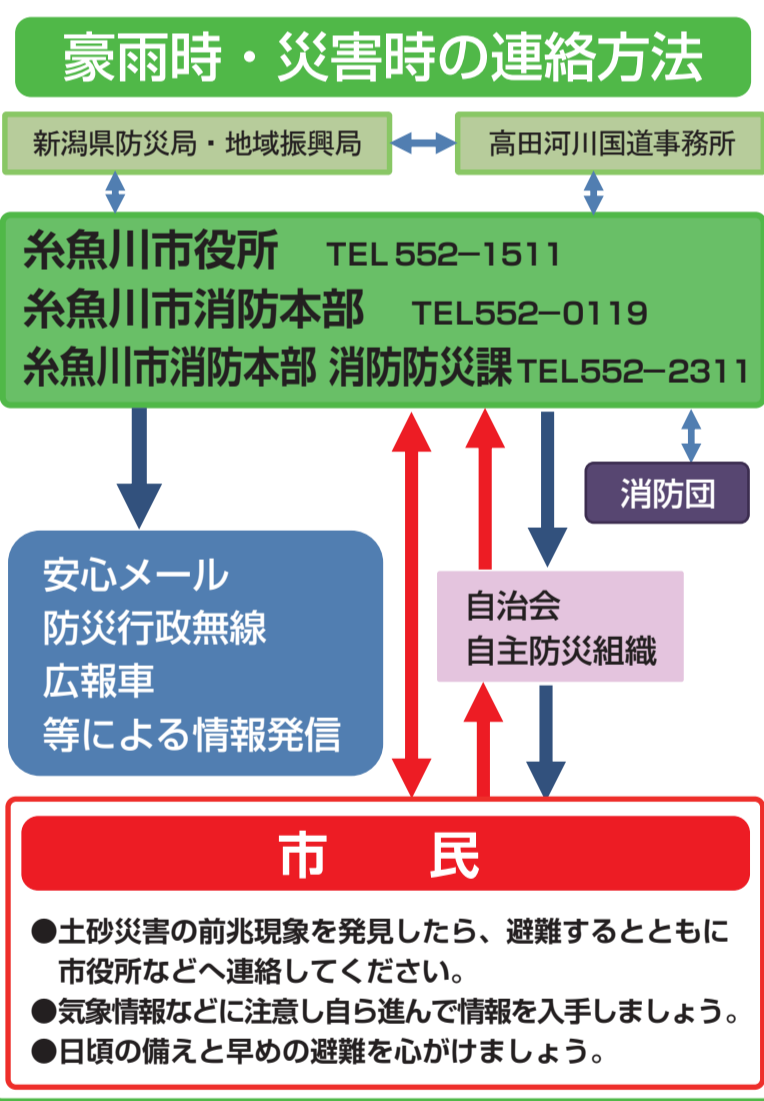 豪雨時・災害時の連絡方法
新潟県防災局・地域振興局
高田河川国道事務所
糸魚川市役所 TEL 552−1511
糸魚川市消防本部 TEL552−0119
糸魚川市消防本部 消防防災課 TEL552−2311
消防団
安心メール
防災行政無線
広報車
等による情報発信
自治会
自主防災組織
市 民
●土砂災害の前兆現象を発見したら、避難するとともに
市役所などへ連絡してください。
●気象情報などに注意し自ら進んで情報を入手しましょう。
●日頃の備えと早めの避難を心がけましょう。